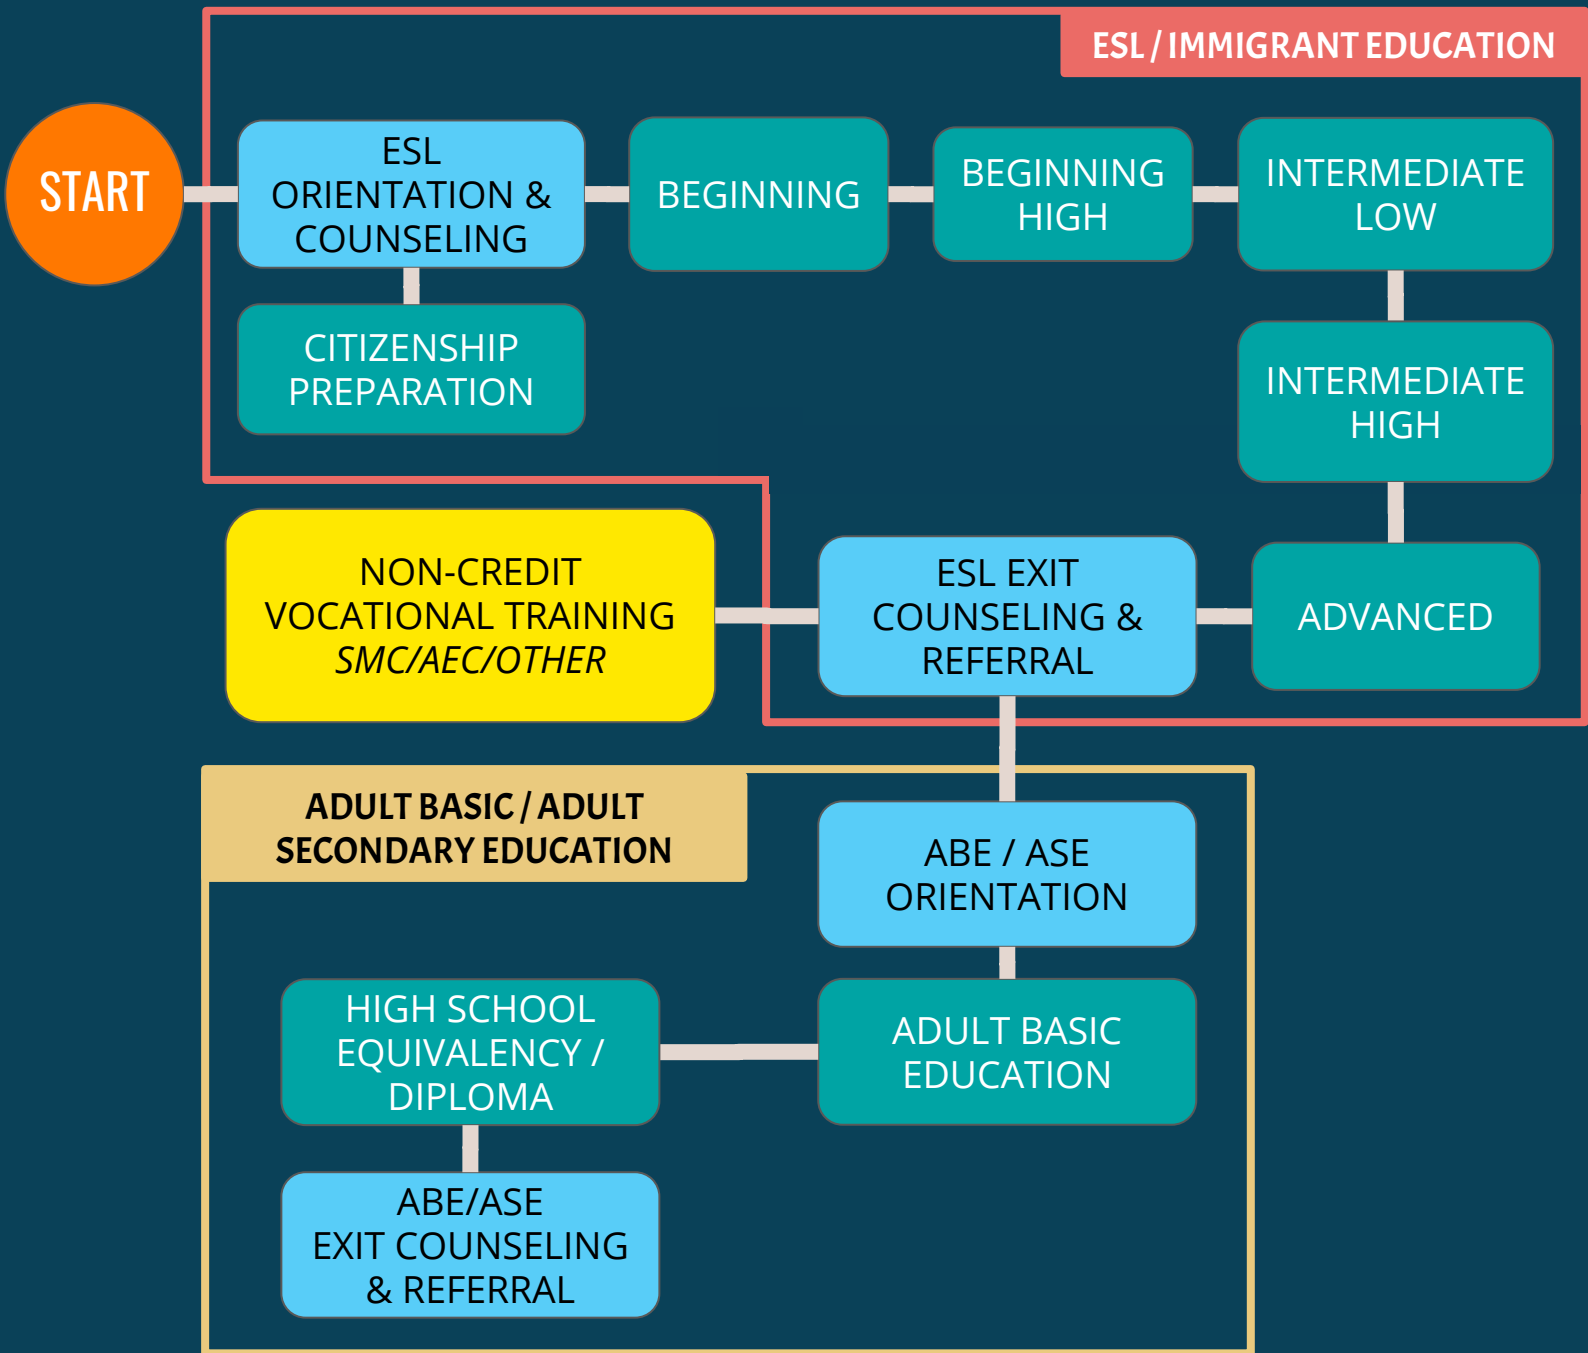 ESL / IMMIGRANT EDUCATION
START
ESL
ORIENTATION &
COUNSELING
BEGINNING
BEGINNING
HIGH
INTERMEDIATE
LOW
CITIZENSHIP
PREPARATION
INTERMEDIATE
HIGH
NON-CREDIT
VOCATIONAL TRAINING
SMC/AEC/OTHER
ESL EXIT
COUNSELING &
REFERRAL
ADVANCED
ADULT BASIC / ADULT
SECONDARY EDUCATION
ABE / ASE
ORIENTATION
HIGH SCHOOL
EQUIVALENCY /
DIPLOMA
ADULT BASIC
EDUCATION
ABE/ASE
EXIT COUNSELING
& REFERRAL